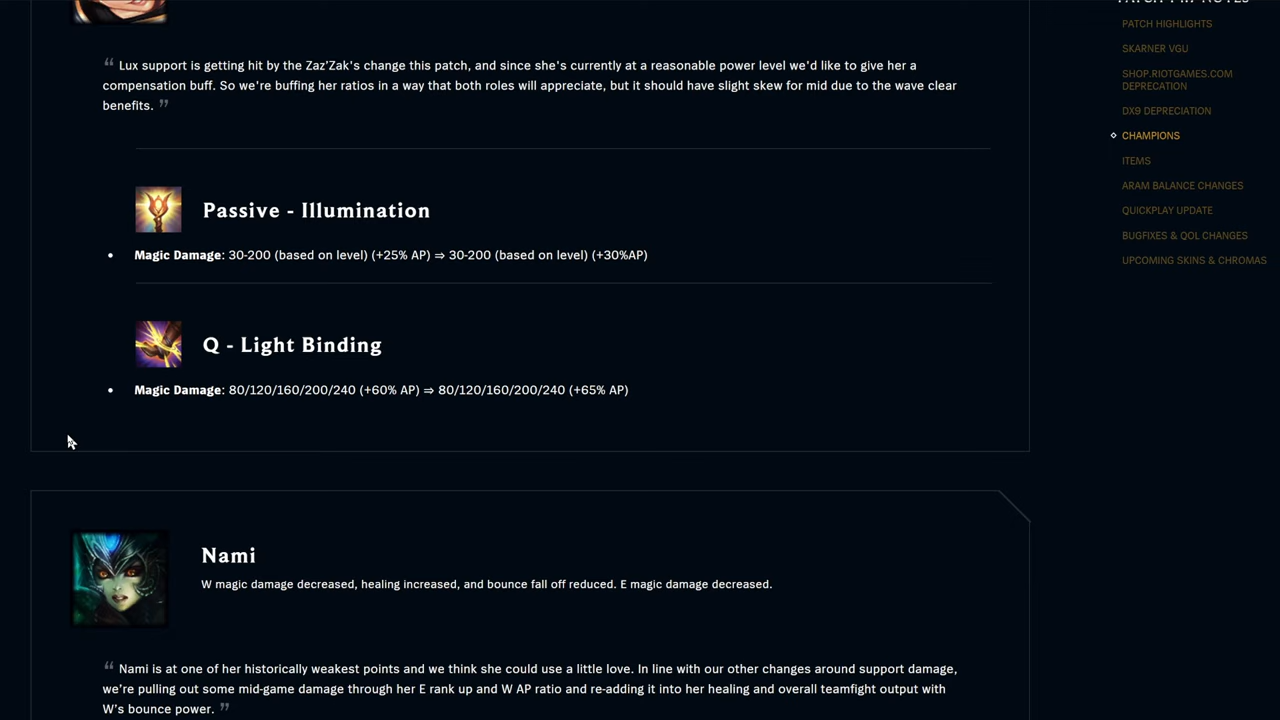 PATCH 14.7 NOTES
PATCH HIGHLIGHTS
SKARNER VGU
SHOP.RIOTGAMES.COM
DEPRECATION
DX9 DEPRECIATION
CHAMPIONS
ITEMS
ARAM BALANCE CHANGES
QUICKPLAY UPDATE
BUGFIXES & QOL CHANGES
UPCOMING SKINS & CHROMAS
“ Lux support is getting hit by the Zaz'Zak's change this patch, and since she's currently at a reasonable power level we'd like to give her a
compensation buff. So we're buffing her ratios in a way that both roles will appreciate, but it should have slight skew for mid due to the wave clear
benefits. ”
Passive - Illumination
• Magic Damage: 30-200 (based on level) (+25% AP) ⇒ 30-200 (based on level) (+30%AP)
Q - Light Binding
• Magic Damage: 80/120/160/200/240 (+60% AP) ⇒ 80/120/160/200/240 (+65% AP)
Nami
W magic damage decreased, healing increased, and bounce fall off reduced. E magic damage decreased.
“ Nami is at one of her historically weakest points and we think she could use a little love. In line with our other changes around support damage,
we're pulling out some mid-game damage through her E rank up and W AP ratio and re-adding it into her healing and overall teamfight output with
W's bounce power. ”